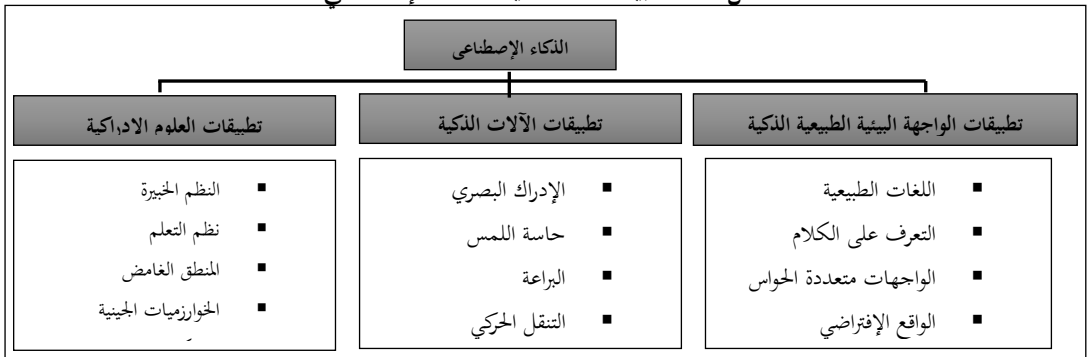 الذكاء الإصطناعى
تطبيقات الواجهة البيئية الطبيعية الذكية
تطبيقات الآلات الذكية
تطبيقات العلوم الادراكية
▪ اللغات الطبيعية
▪ التعرف على الكلام
▪ الواجهات متعددة الحواس
▪ الواقع الإفتراضي
▪ الإدراك البصري
▪ حاسة اللمس
▪ البراعة
▪ التنقل الحركي
▪ النظم الخبيرة
▪ نظم التعلم
▪ المنطق الغامض
▪ الخوارزميات الجينية